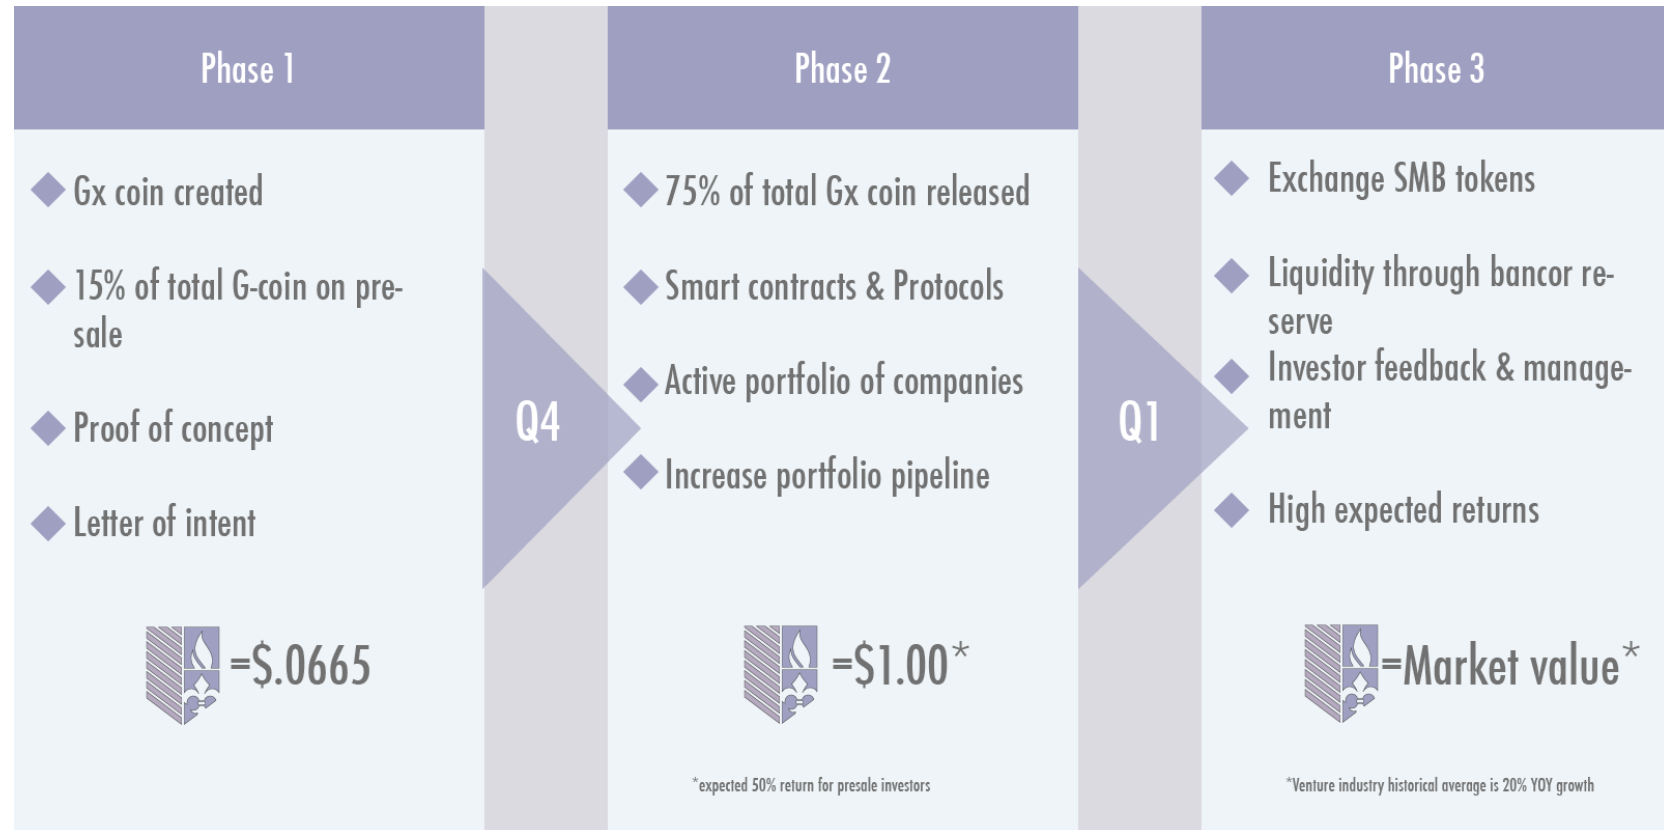 Phase 1
Gx coin created
15% of total G-coin on pre-
sale
Proof of concept
Letter of intent
=$.0665
Q4
Phase 2
75% of total Gx coin released
Smart contracts & Protocols
Active portfolio of companies
Increase portfolio pipeline
=$1.00*
*expected 50% return for presale investors
Q1
Phase 3
Exchange SMB tokens
Liquidity through bancor re-
serve
Investor feedback & manage-
ment
High expected returns
=Market value*
*Venture industry historical average is 20% YOY growth